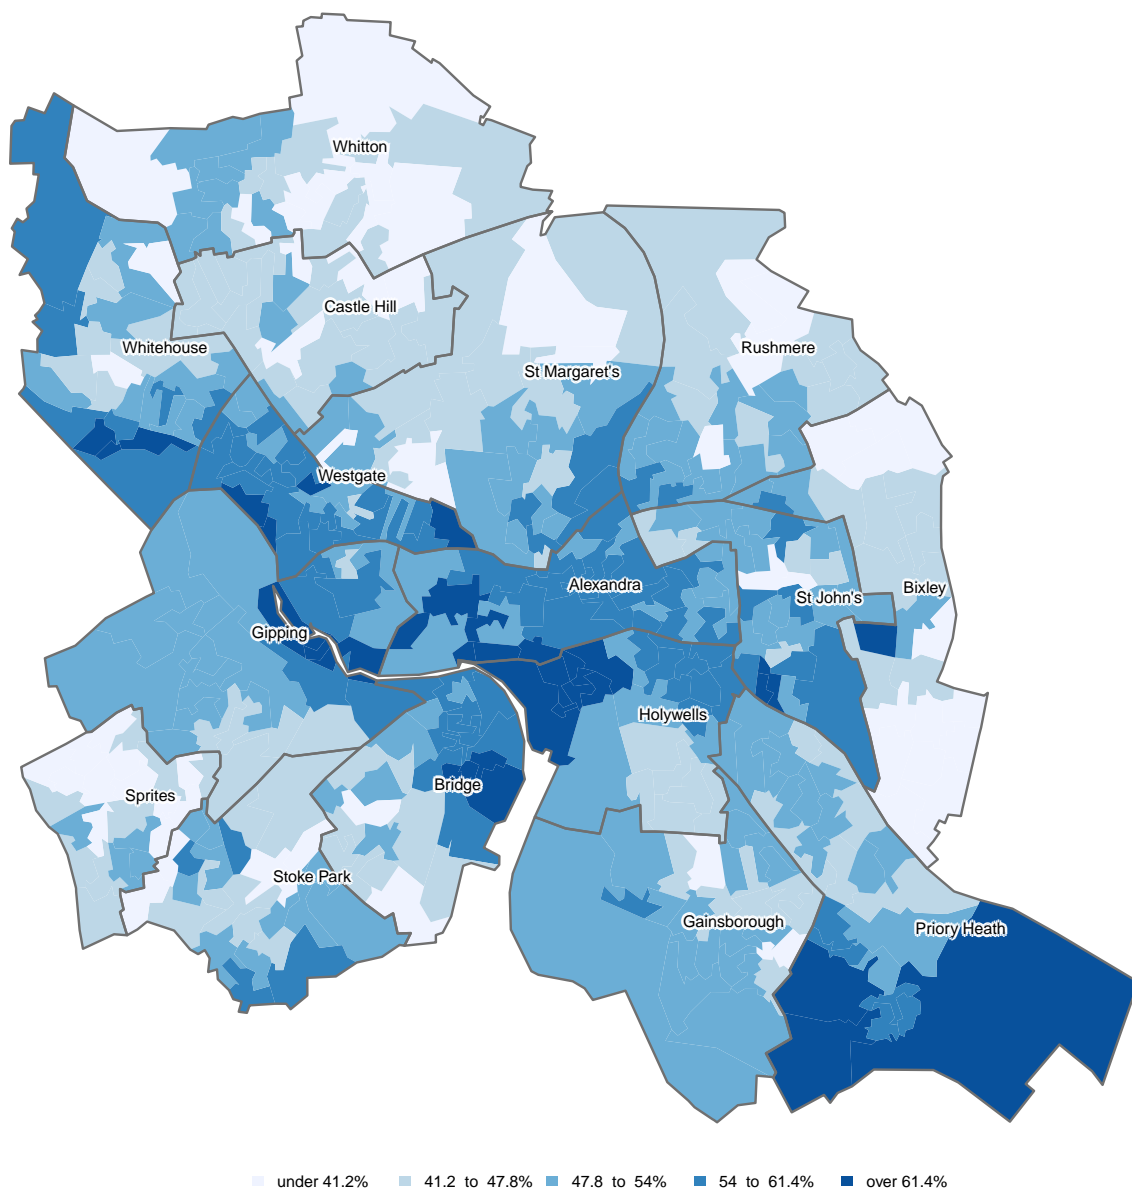 Whitton
Castle Hill
Whitehouse
Rushmere
St Margaret's
Westgate
Alexandra
Bixley
St John's
Gipping
Holywells
Bridge
Sprites
Stoke Park
Gainsborough
Priory Heath
under 41.2%
41.2 to 47.8%
47.8 to 54%
54 to 61.4%
over 61.4%